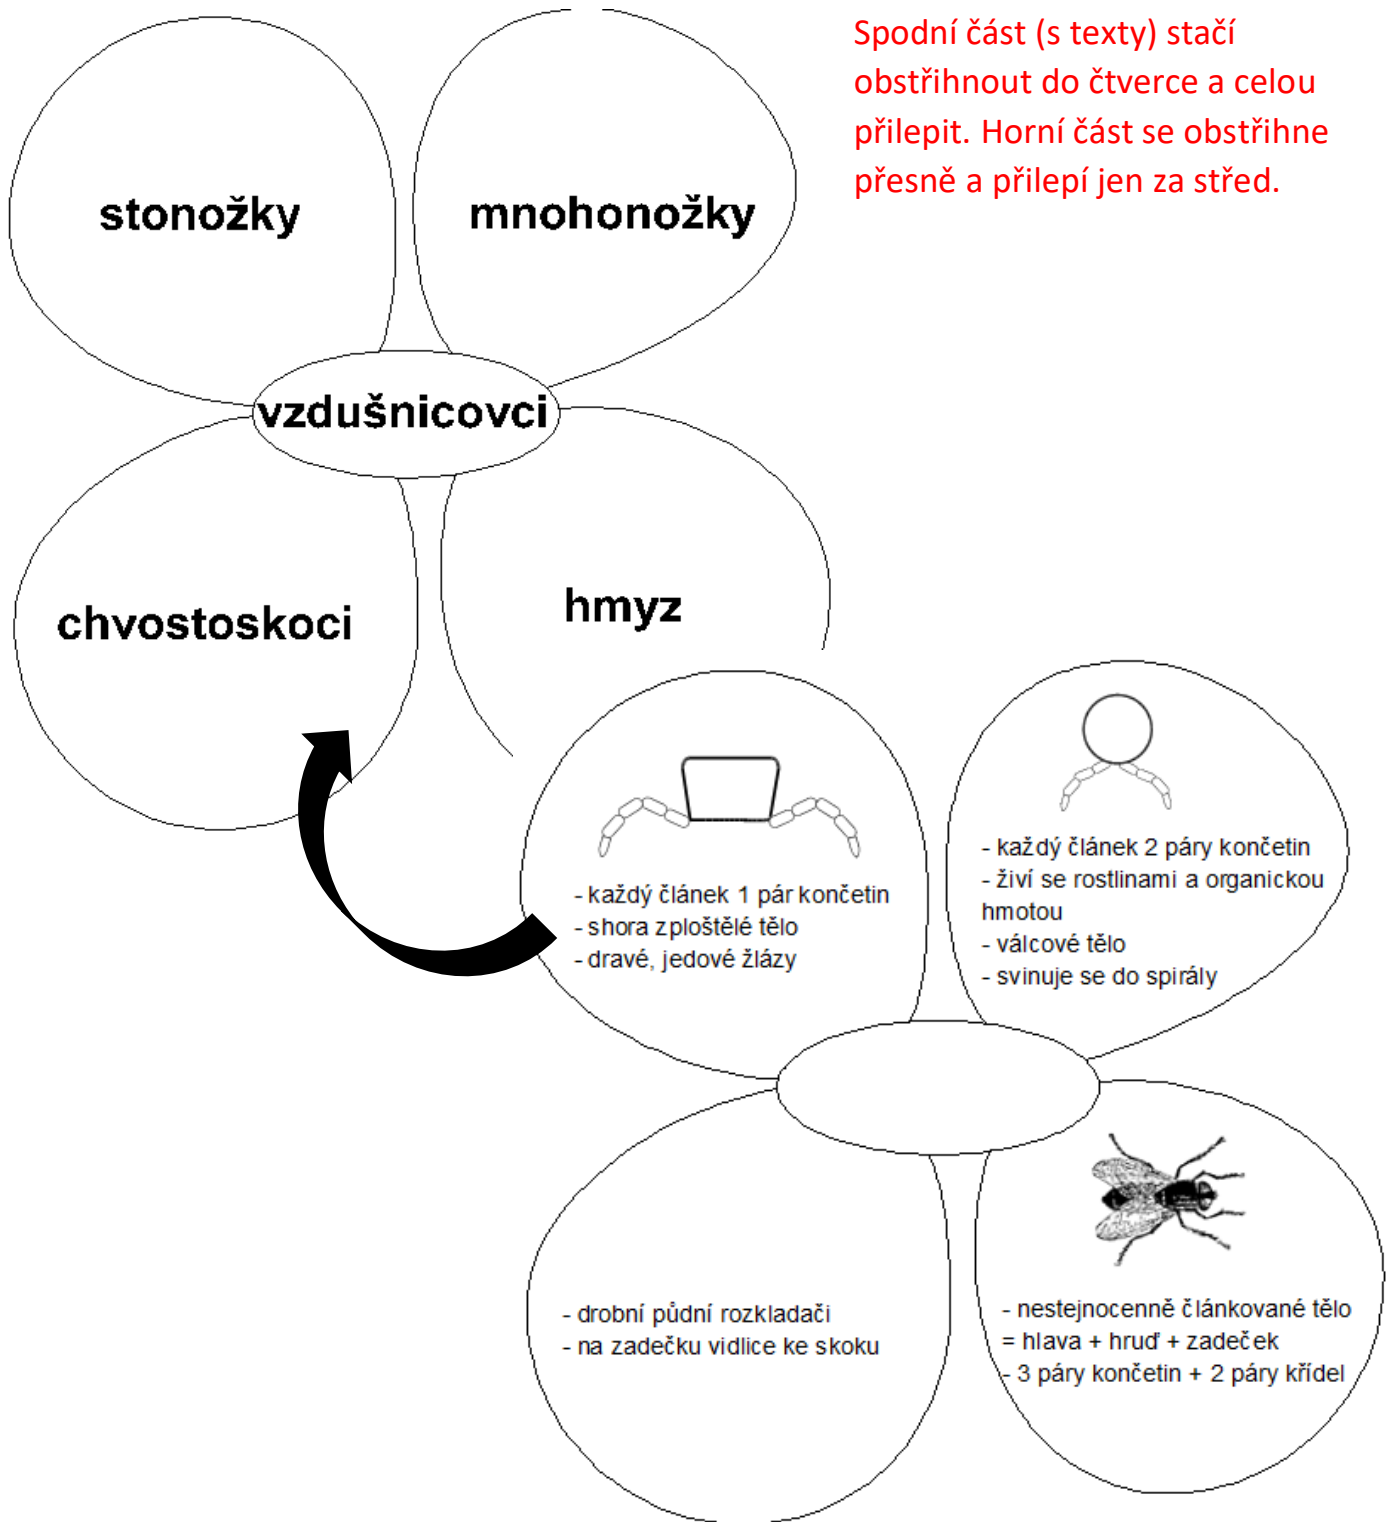 Spodní část (s texty) stačí
obstřihnout do čtverce a celou
přilepit. Horní část se obstřihne
přesně a přilepí jen za střed.
stonožky
mnohonožky
vzdušnicovci
chvostoskoci
hmyz
- každý článek 1 pár končetin
- shora zploštělé tělo
- dravé, jedové žlázy
- každý článek 2 páry končetin
- živí se rostlinami a organickou
hmotou
- válcové tělo
- svinuje se do spirály
- drobní půdní rozkladači
- na zadečku vidlice ke skoku
- nestejnocenně článkované tělo
= hlava + hruď + zadeček
- 3 páry končetin + 2 páry křídel